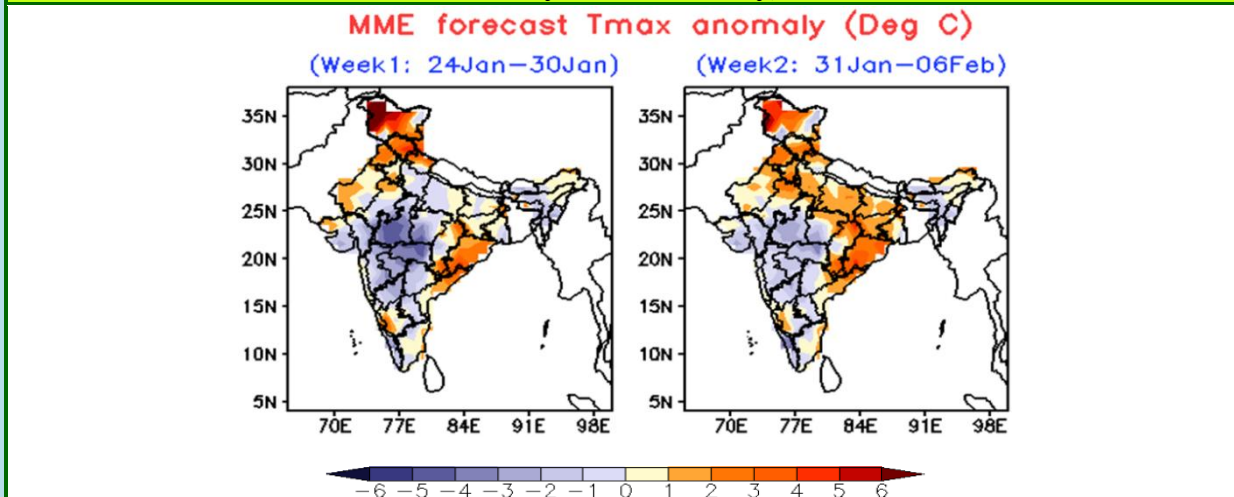 MME forecast Tmax anomaly (Deg C)
(Week1: 24Jan–30Jan) (Week2: 31Jan–06Feb)
35N 35N
30N 30N
25N 25N
20N 20N
15N 15N
10N 10N
5N 5N
70E 77E 84E 91E 98E 70E 77E 84E 91E 98E
-6 -5 -4 -3 -2 -1 0 1 2 3 4 5 6